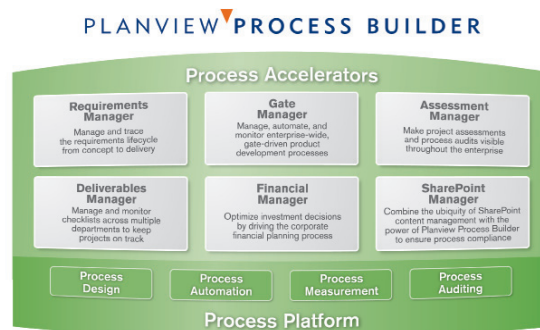 PLANVIEW PROCESS BUILDER
Process Accelerators
Requirements
Manager
Manage and trace
the requirements lifecycle
from concept to delivery
Gate
Manager
Manage, automate, and
monitor enterprise-wide,
gate-driven product
development processes
Assessment
Manager
Make project assessments
and process audits visible
throughout the enterprise
Deliverables
Manager
Manage and monitor
checklists across multiple
departments to keep
projects on track
Financial
Manager
Optimize investment decisions
by driving the corporate
financial planning process
SharePoint
Manager
Combine the ubiquity of SharePoint
content management with the
power of Planview Process Builder
to ensure process compliance
Process
Design
Process
Automation
Process
Measurement
Process
Auditing
Process Platform